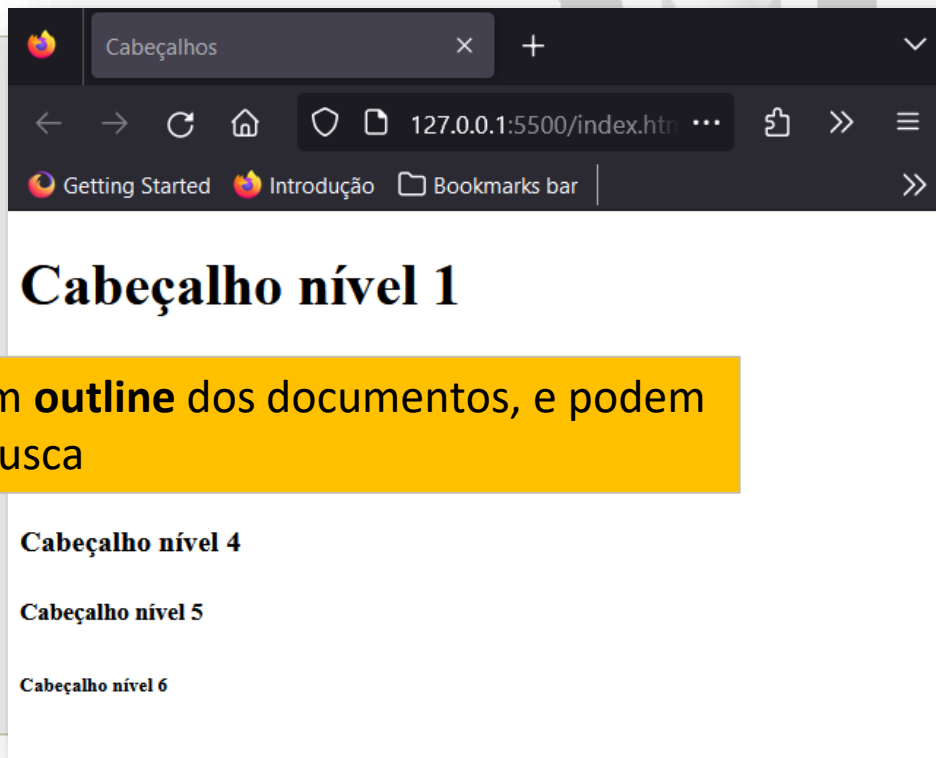 Cabeçalhos
127.0.0.1:5500/index.htm
Getting Started Introdução Bookmarks bar
Cabeçalho nível 1
outline dos documentos, e podem
Cabeçalho nível 4
Cabeçalho nível 5
Cabeçalho nível 6